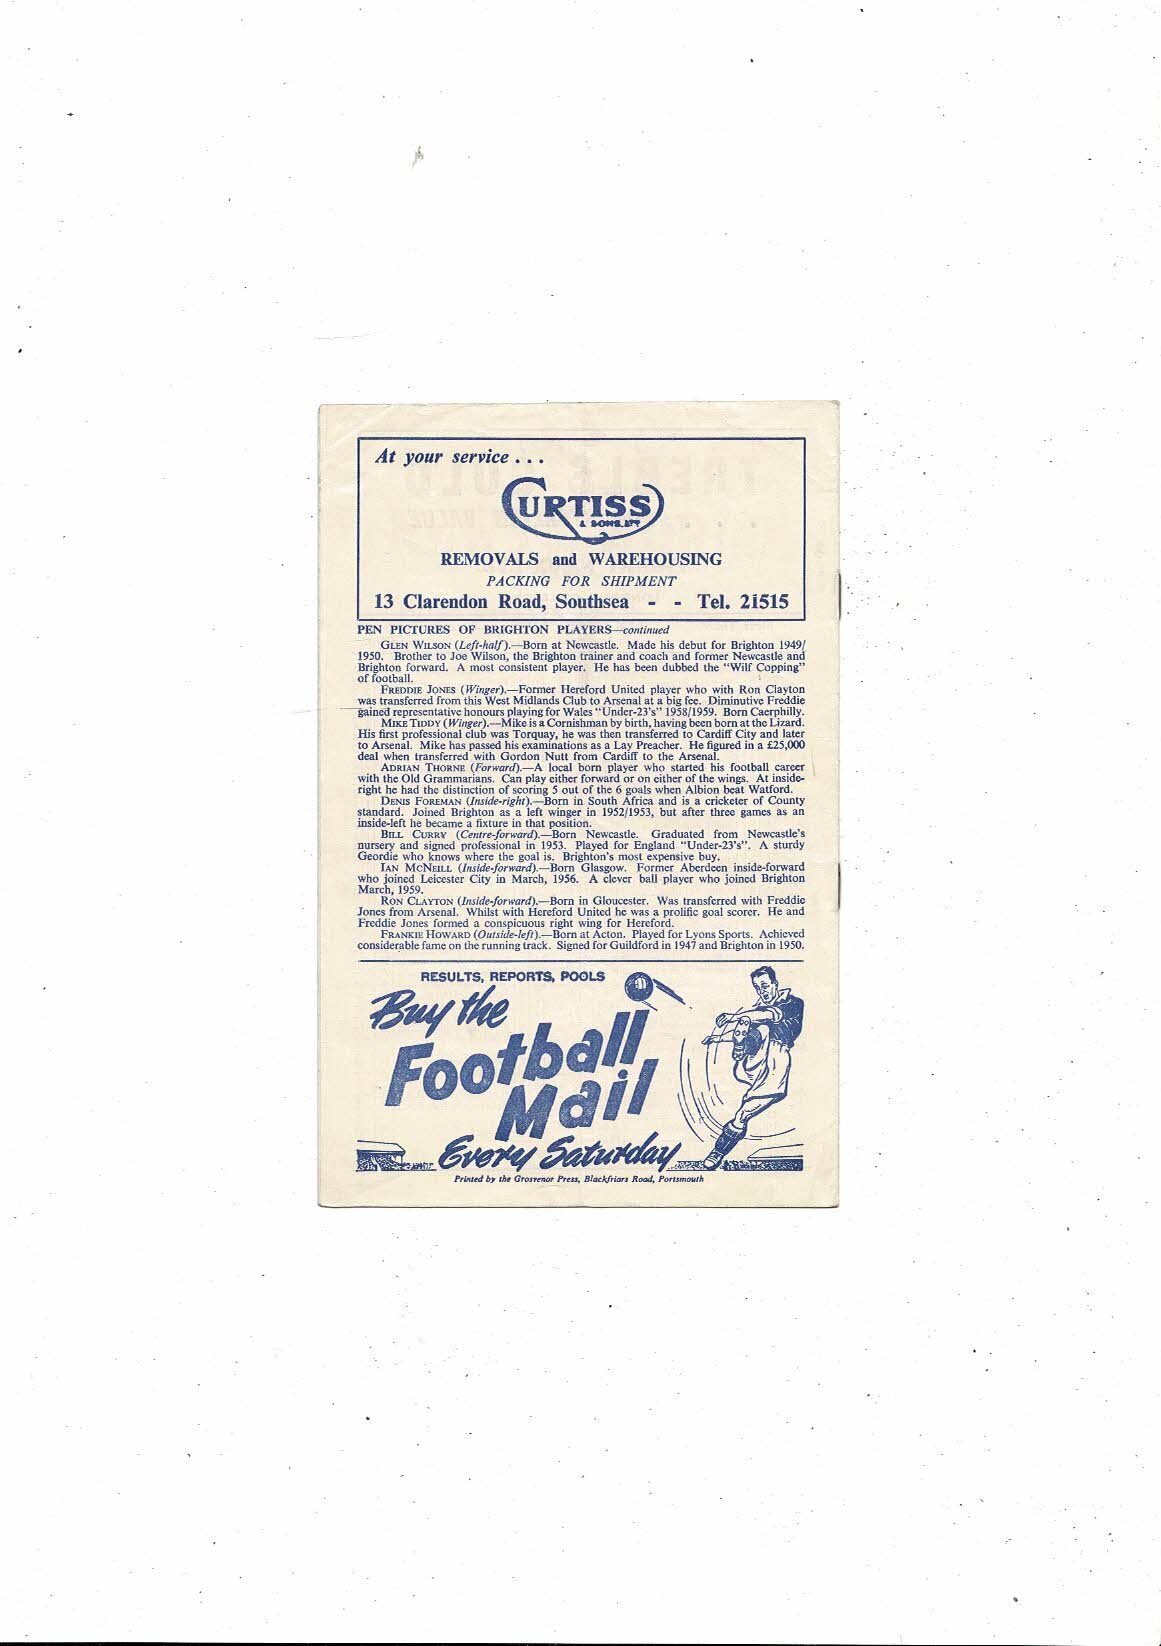 At your service . . .
CURTISS
& SONS. LTD
REMOVALS and WAREHOUSING
PACKING FOR SHIPMENT
13 Clarendon Road, Southsea - - Tel. 21515
PEN PICTURES OF BRIGHTON PLAYERS—continued
GLEN WILSON (Left-half).—Born at Newcastle. Made his debut for Brighton 1949/
1950. Brother to Joe Wilson, the Brighton trainer and coach and former Newcastle and
Brighton forward. A most consistent player. He has been dubbed the "Wilf Copping"
of football.
FREDDIE JONES (Winger).—Former Hereford United player who with Ron Clayton
was transferred from this West Midlands Club to Arsenal at a big fee. Diminutive Freddie
gained representative honours playing for Wales "Under-23's" 1958/1959. Born Caerphilly.
MIKE TIDDY (Winger).—Mike is a Cornishman by birth, having been born at the Lizard.
His first professional club was Torquay, he was then transferred to Cardiff City and later
to Arsenal. Mike has passed his examinations as a Lay Preacher. He figured in a £25,000
deal when transferred with Gordon Nutt from Cardiff to the Arsenal.
ADRIAN THORNE (Forward).—A local born player who started his football career
with the Old Grammarians. Can play either forward or on either of the wings. At inside-
right he had the distinction of scoring 5 out of the 6 goals when Albion beat Watford.
DENIS FOREMAN (Inside-right).—Born in South Africa and is a cricketer of County
standard. Joined Brighton as a left winger in 1952/1953, but after three games as an
inside-left he became a fixture in that position.
BILL CURRY (Centre-forward).—Born Newcastle. Graduated from Newcastle's
nursery and signed professional in 1953. Played for England "Under-23's". A sturdy
Geordie who knows where the goal is. Brighton's most expensive buy.
IAN MCNEILL (Inside-forward).—Born Glasgow. Former Aberdeen inside-forward
who joined Leicester City in March, 1956. A clever ball player who joined Brighton
March, 1959.
RON CLAYTON (Inside-forward).—Born in Gloucester. Was transferred with Freddie
Jones from Arsenal. Whilst with Hereford United he was a prolific goal scorer. He and
Freddie Jones formed a conspicuous right wing for Hereford.
FRANKIE HOWARD (Outside-left).—Born at Acton. Played for Lyons Sports. Achieved
considerable fame on the running track. Signed for Guildford in 1947 and Brighton in 1950.
RESULTS, REPORTS, POOLS
Buy the
Football
Mail
Every Saturday
Printed by the Grosvenor Press, Blackfriars Road, Portsmouth